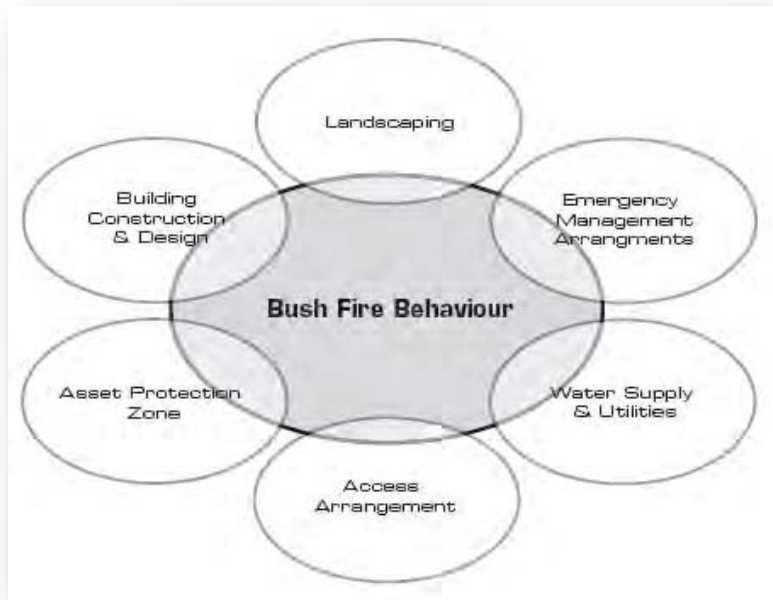 Landscaping
Building
Construction
& Design
Emergency
Management
Arrangments
Bush Fire Behaviour
Asset Protection
Zone
Water Supply
& Utilities
Access
Arrangement